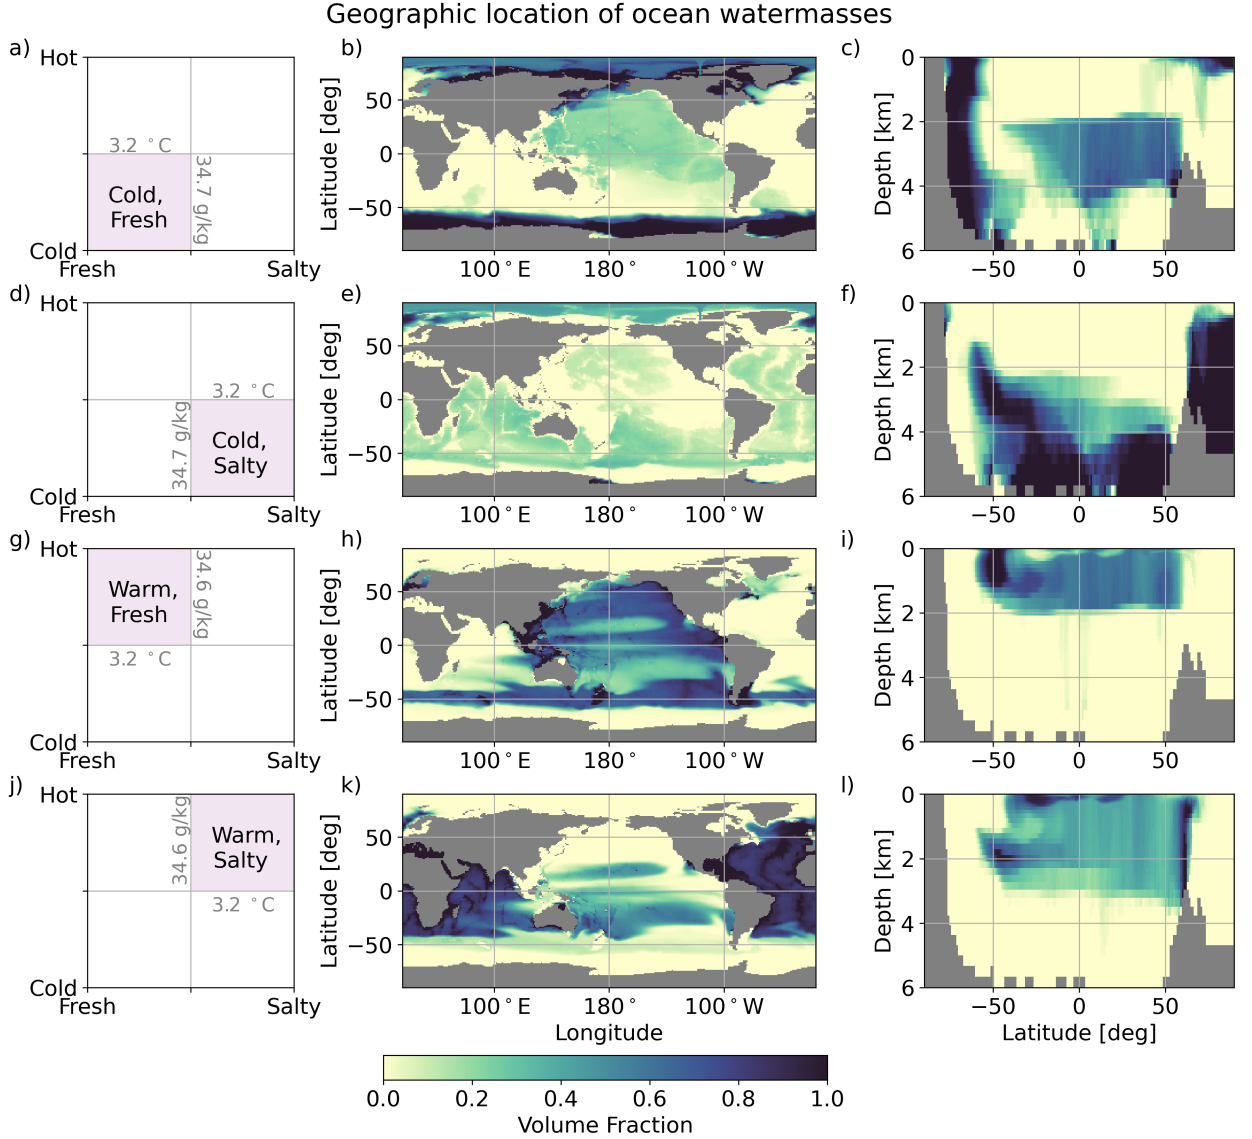 Geographic location of ocean watermasses
a)
Hot
3.2 °C
34.7 g/kg
Cold,
Fresh
Cold
Fresh
Salty
b)
Latitude [deg]
50
0
−50
100°E
180°
100°W
c)
Depth [km]
0
2
4
6
−50
0
50
d)
Hot
3.2 °C
34.7 g/kg
Cold,
Salty
Cold
Fresh
Salty
e)
Latitude [deg]
50
0
−50
100°E
180°
100°W
f)
Depth [km]
0
2
4
6
−50
0
50
g)
Hot
34.6 g/kg
Warm,
Fresh
3.2 °C
Cold
Fresh
Salty
h)
Latitude [deg]
50
0
−50
100°E
180°
100°W
i)
Depth [km]
0
2
4
6
−50
0
50
j)
Hot
34.6 g/kg
Warm,
Salty
3.2 °C
Cold
Fresh
Salty
k)
Latitude [deg]
50
0
−50
100°E
180°
100°W
Longitude
l)
Depth [km]
0
2
4
6
−50
0
50
Latitude [deg]
0.0
0.2
0.4
0.6
0.8
1.0
Volume Fraction